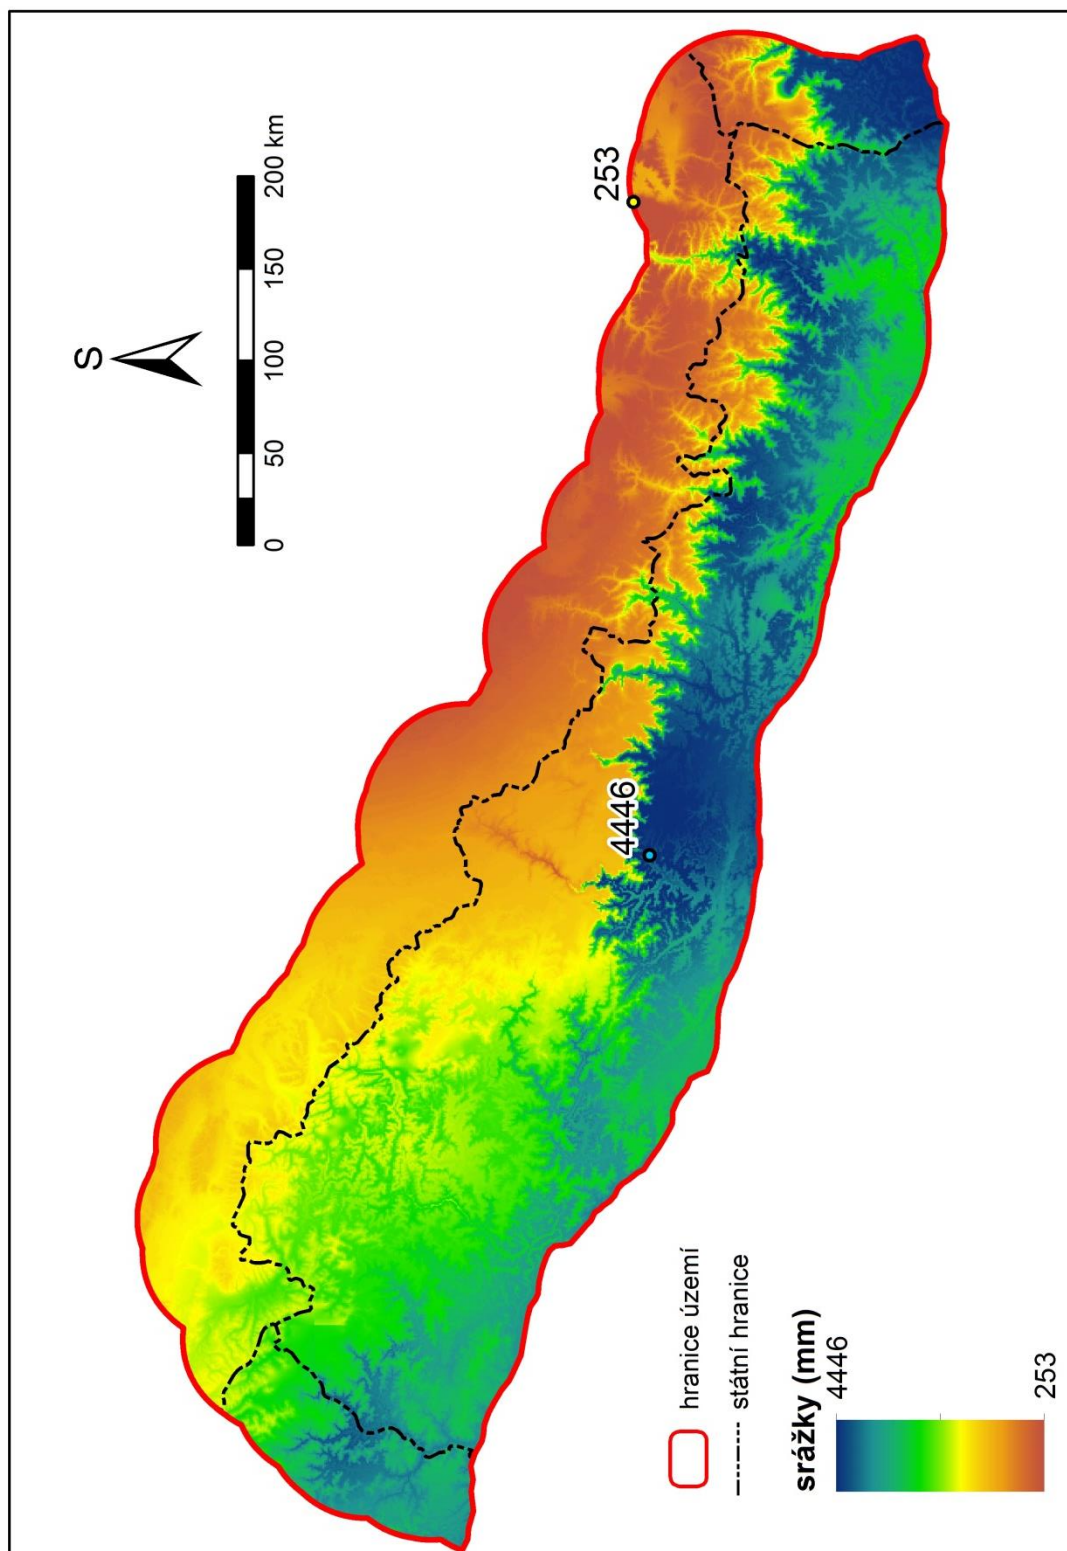 S
0 50 100 150 200 km
253
4446
hranice území
státní hranice
srážky (mm)
4446
253